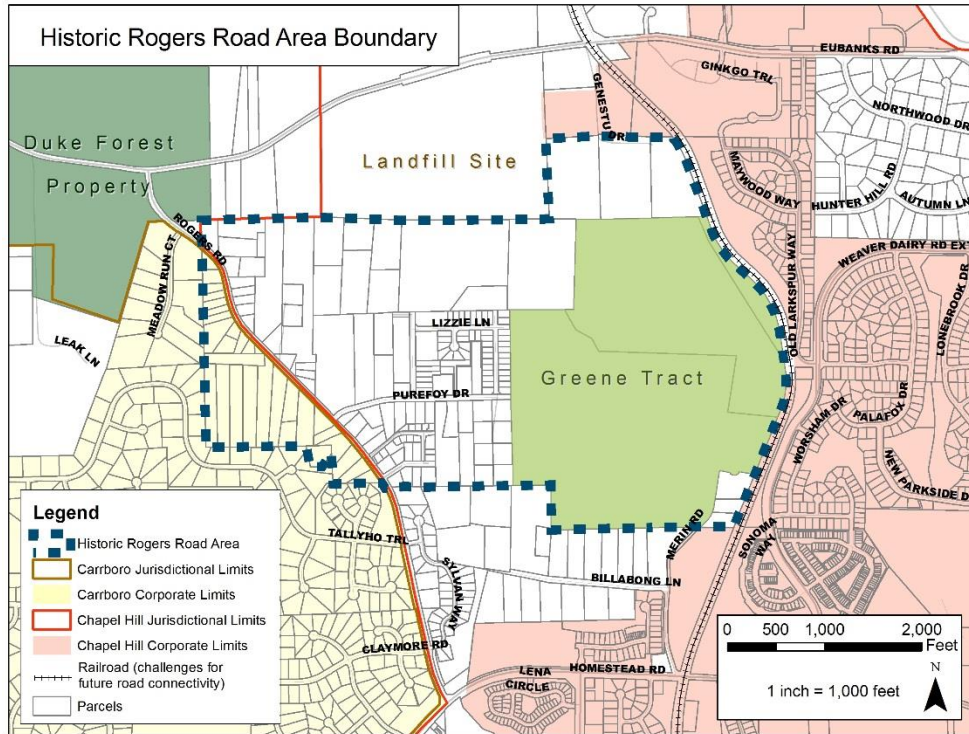 Historic Rogers Road Area Boundary
EUBANKS RD
GINKGO TRL
GENESTU DR
NORTHWOOD DR
Duke Forest
Property
Landfill Site
MAYWOOD WAY
HUNTER HILL RD
AUTUMN LN
ROGERS RD
MEADOW RUN CT
WEAVER DAIRY RD EXT
OLD LARKSPUR WAY
LONEBROOK DR
LEAK LN
LIZZIE LN
Greene Tract
PUREFOY DR
WORSHAM DR
PALAFOX DR
NEW PARKSIDE D
MERIN RD
SONOMA
WAY
TALLYHO TRL
SYLVAN WAY
BILLABONG LN
CLAYMORE RD
LENA
CIRCLE
HOMESTEAD RD
Legend
Historic Rogers Road Area
Carrboro Jurisdictional Limits
Carrboro Corporate Limits
Chapel Hill Jurisdictional Limits
Chapel Hill Corporate Limits
Railroad (challenges for
future road connectivity)
Parcels
0 500 1,000 2,000
Feet
N
1 inch = 1,000 feet